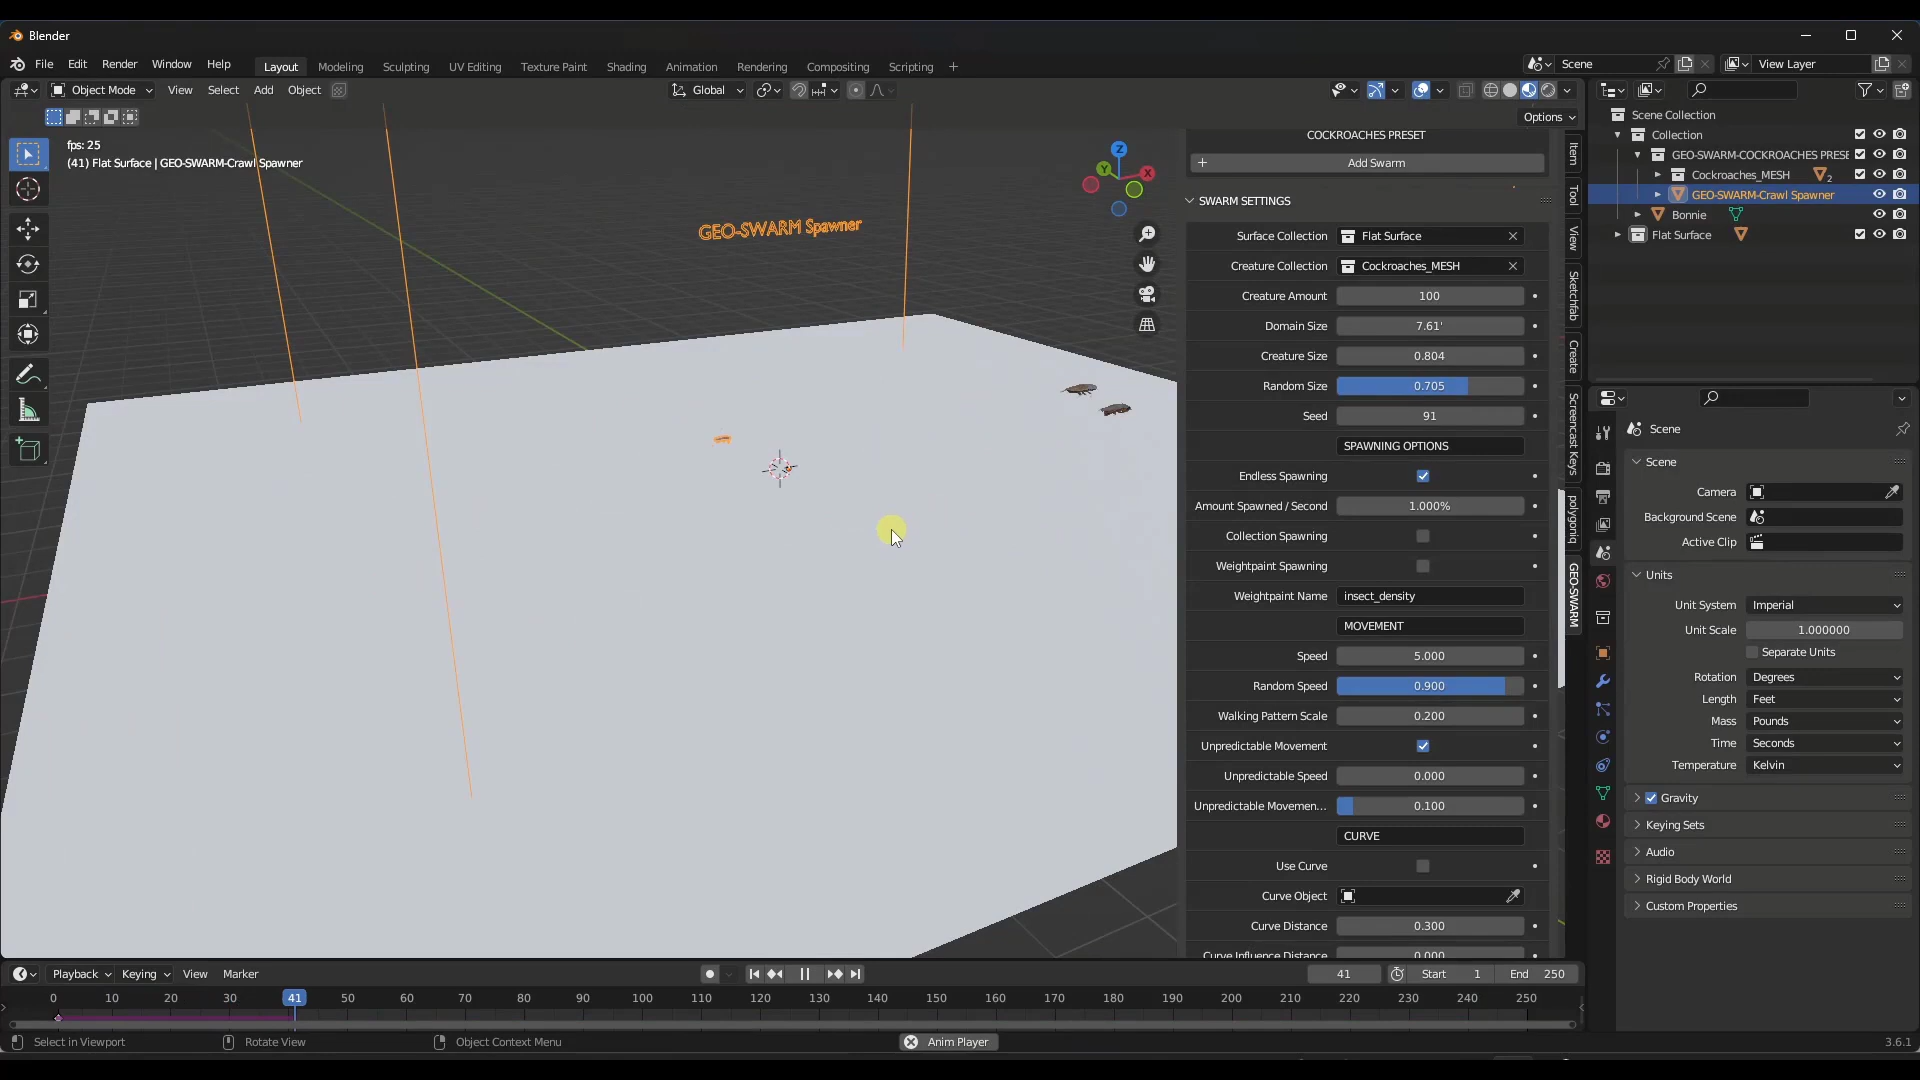 Blender
File Edit Render Window Help
Layout Modeling Sculpting UV Editing Texture Paint Shading Animation Rendering Compositing Scripting +
Scene
View Layer
Object Mode View Select Add Object
Global
Options
fps: 25
(41) Flat Surface | GEO-SWARM-Crawl Spawner
GEO-SWARM Spawner
Z
Y
X
COCKROACHES PRESET
+ Add Swarm
SWARM SETTINGS
Surface Collection Flat Surface
Creature Collection Cockroaches_MESH
Creature Amount 100
Domain Size 7.61'
Creature Size 0.804
Random Size 0.705
Seed 91
SPAWNING OPTIONS
Endless Spawning
Amount Spawned / Second 1.000%
Collection Spawning
Weightpaint Spawning
Weightpaint Name insect_density
MOVEMENT
Speed 5.000
Random Speed 0.900
Walking Pattern Scale 0.200
Unpredictable Movement
Unpredictable Speed 0.000
Unpredictable Movemen... 0.100
CURVE
Use Curve
Curve Object
Curve Distance 0.300
Curve Influence Distance 0.000
Item
Tool
View
Sketchfab
Create
Screencast Keys
polygoniq
GEO-SWARM
Scene Collection
Collection
GEO-SWARM-COCKROACHES PRESE
Cockroaches_MESH 2
GEO-SWARM-Crawl Spawner
Bonnie
Flat Surface
Scene
Scene
Camera
Background Scene
Active Clip
Units
Unit System Imperial
Unit Scale 1.000000
Separate Units
Rotation Degrees
Length Feet
Mass Pounds
Time Seconds
Temperature Kelvin
Gravity
Keying Sets
Audio
Rigid Body World
Custom Properties
Playback Keying View Marker
41 Start 1 End 250
0 10 20 30 41 50 60 70 80 90 100 110 120 130 140 150 160 170 180 190 200 210 220 230 240 250
Select in Viewport Rotate View Object Context Menu Anim Player 3.6.1